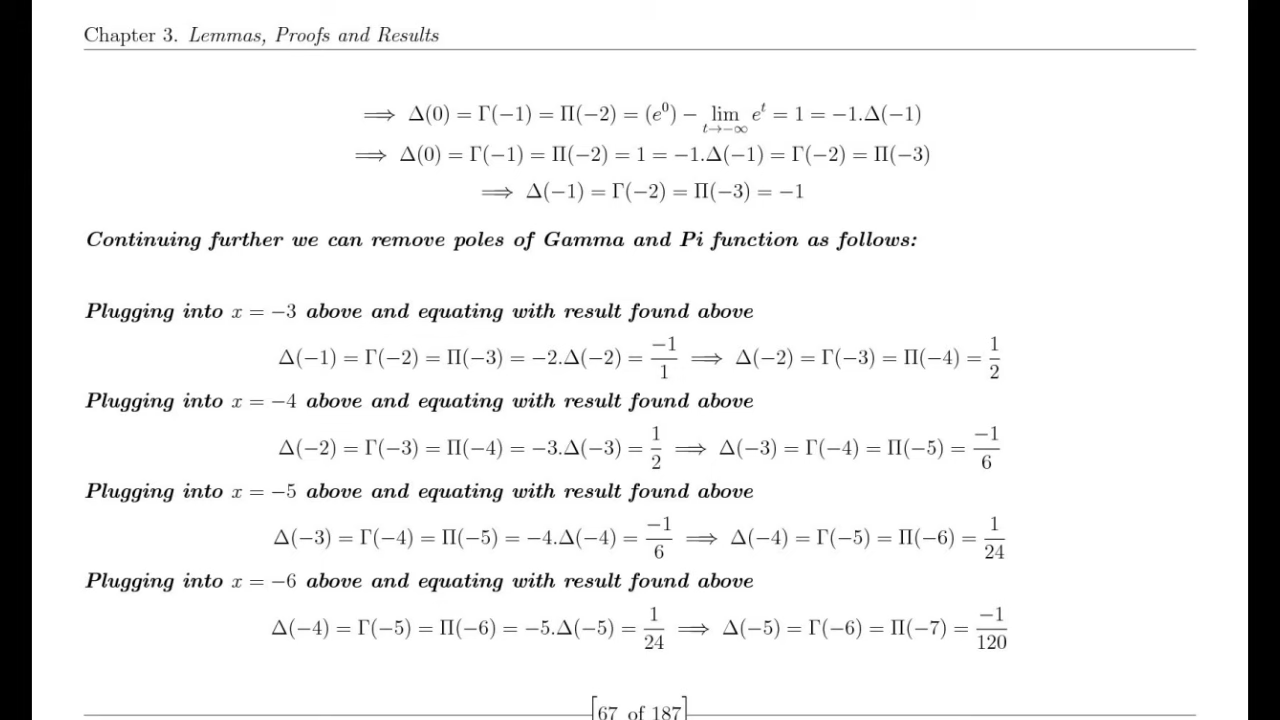 Chapter 3. Lemmas, Proofs and Results
⟹ Δ(0) = Γ(−1) = Π(−2) = (e⁰) − lim_{t→−∞} eᵗ = 1 = −1.Δ(−1)
⟹ Δ(0) = Γ(−1) = Π(−2) = 1 = −1.Δ(−1) = Γ(−2) = Π(−3)
⟹ Δ(−1) = Γ(−2) = Π(−3) = −1
Continuing further we can remove poles of Gamma and Pi function as follows:
Plugging into x = −3 above and equating with result found above
Δ(−1) = Γ(−2) = Π(−3) = −2.Δ(−2) = −1/1 ⟹ Δ(−2) = Γ(−3) = Π(−4) = 1/2
Plugging into x = −4 above and equating with result found above
Δ(−2) = Γ(−3) = Π(−4) = −3.Δ(−3) = 1/2 ⟹ Δ(−3) = Γ(−4) = Π(−5) = −1/6
Plugging into x = −5 above and equating with result found above
Δ(−3) = Γ(−4) = Π(−5) = −4.Δ(−4) = −1/6 ⟹ Δ(−4) = Γ(−5) = Π(−6) = 1/24
Plugging into x = −6 above and equating with result found above
Δ(−4) = Γ(−5) = Π(−6) = −5.Δ(−5) = 1/24 ⟹ Δ(−5) = Γ(−6) = Π(−7) = −1/120
[67 of 187]